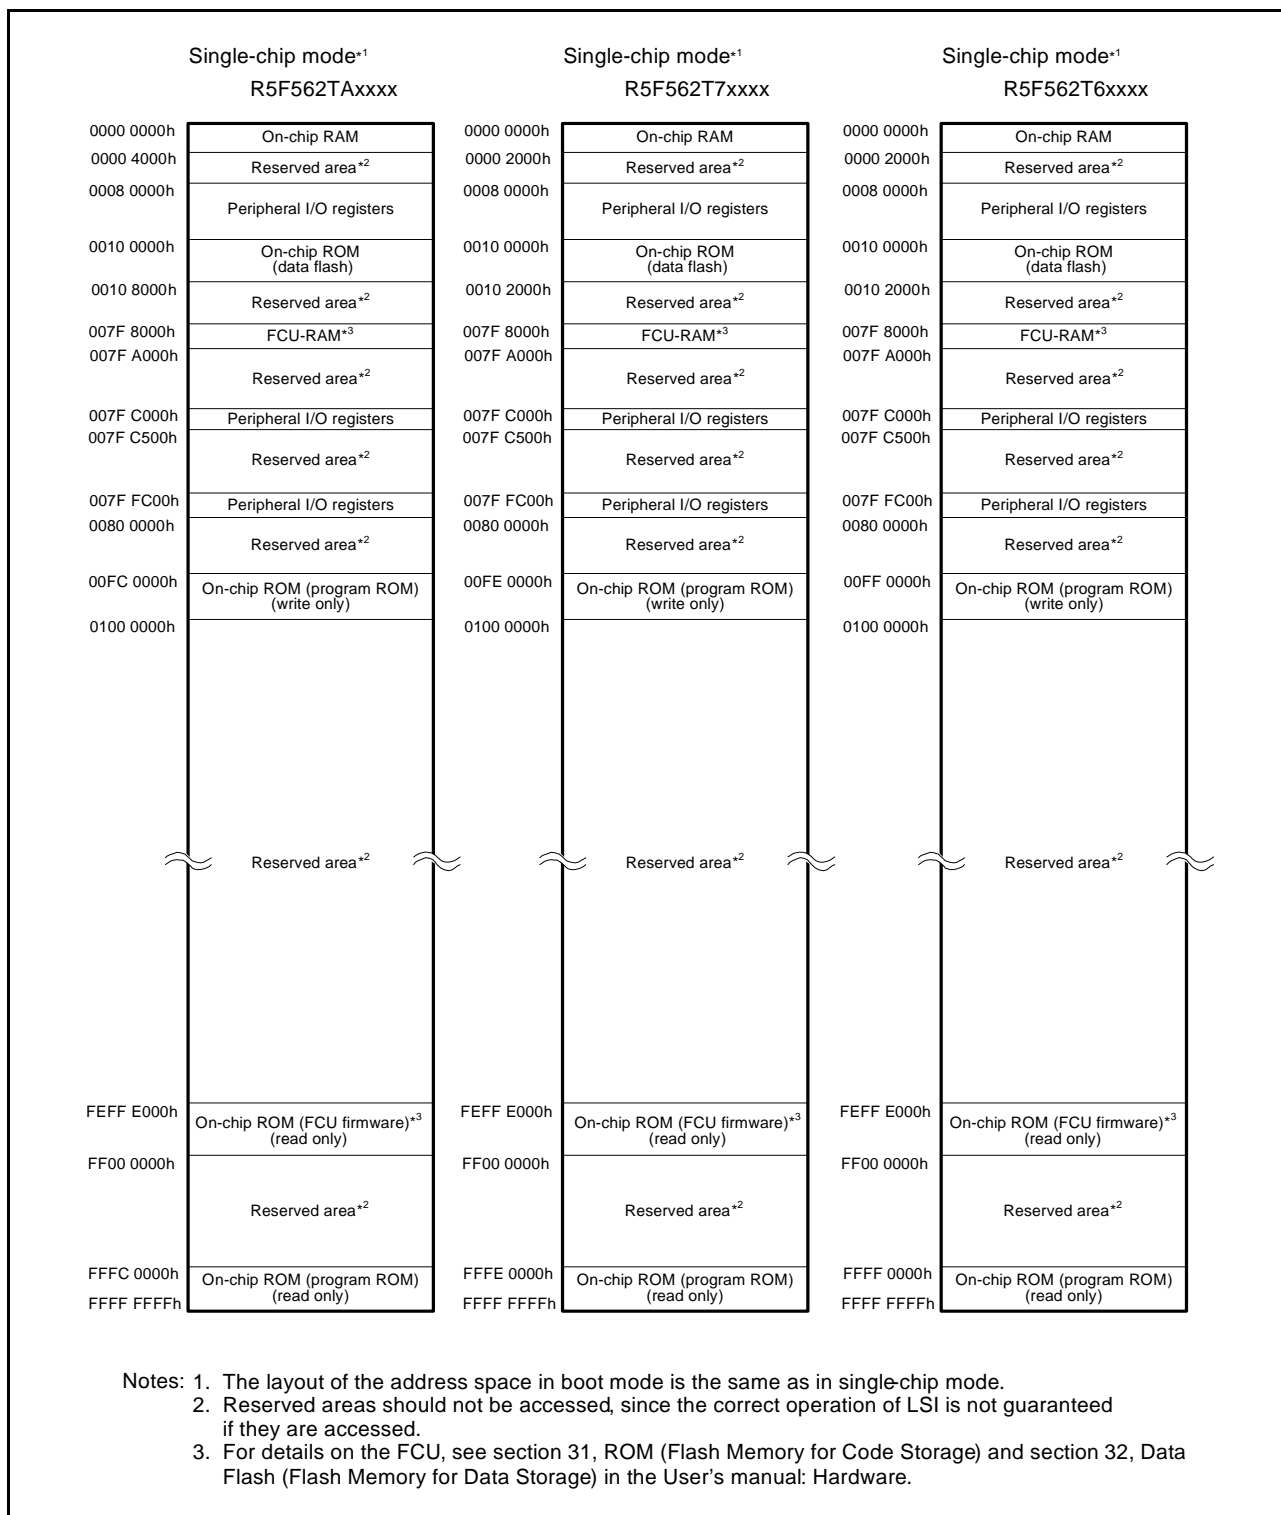 Single-chip mode*1
R5F562TAxxxx
0000 0000h
On-chip RAM
0000 4000h
Reserved area*2
0008 0000h
Peripheral I/O registers
0010 0000h
On-chip ROM
(data flash)
0010 8000h
Reserved area*2
007F 8000h
FCU-RAM*3
007F A000h
Reserved area*2
007F C000h
Peripheral I/O registers
007F C500h
Reserved area*2
007F FC00h
Peripheral I/O registers
0080 0000h
Reserved area*2
00FC 0000h
On-chip ROM (program ROM)
(write only)
0100 0000h
Reserved area*2
FEFF E000h
On-chip ROM (FCU firmware)*3
(read only)
FF00 0000h
Reserved area*2
FFFC 0000h
On-chip ROM (program ROM)
(read only)
FFFF FFFFh
Single-chip mode*1
R5F562T7xxxx
0000 0000h
On-chip RAM
0000 2000h
Reserved area*2
0008 0000h
Peripheral I/O registers
0010 0000h
On-chip ROM
(data flash)
0010 2000h
Reserved area*2
007F 8000h
FCU-RAM*3
007F A000h
Reserved area*2
007F C000h
Peripheral I/O registers
007F C500h
Reserved area*2
007F FC00h
Peripheral I/O registers
0080 0000h
Reserved area*2
00FE 0000h
On-chip ROM (program ROM)
(write only)
0100 0000h
Reserved area*2
FEFF E000h
On-chip ROM (FCU firmware)*3
(read only)
FF00 0000h
Reserved area*2
FFFE 0000h
On-chip ROM (program ROM)
(read only)
FFFF FFFFh
Single-chip mode*1
R5F562T6xxxx
0000 0000h
On-chip RAM
0000 2000h
Reserved area*2
0008 0000h
Peripheral I/O registers
0010 0000h
On-chip ROM
(data flash)
0010 2000h
Reserved area*2
007F 8000h
FCU-RAM*3
007F A000h
Reserved area*2
007F C000h
Peripheral I/O registers
007F C500h
Reserved area*2
007F FC00h
Peripheral I/O registers
0080 0000h
Reserved area*2
00FF 0000h
On-chip ROM (program ROM)
(write only)
0100 0000h
Reserved area*2
FEFF E000h
On-chip ROM (FCU firmware)*3
(read only)
FF00 0000h
Reserved area*2
FFFF 0000h
On-chip ROM (program ROM)
(read only)
FFFF FFFFh
Notes: 1. The layout of the address space in boot mode is the same as in single-chip mode.
2. Reserved areas should not be accessed, since the correct operation of LSI is not guaranteed
if they are accessed.
3. For details on the FCU, see section 31, ROM (Flash Memory for Code Storage) and section 32, Data
Flash (Flash Memory for Data Storage) in the User's manual: Hardware.